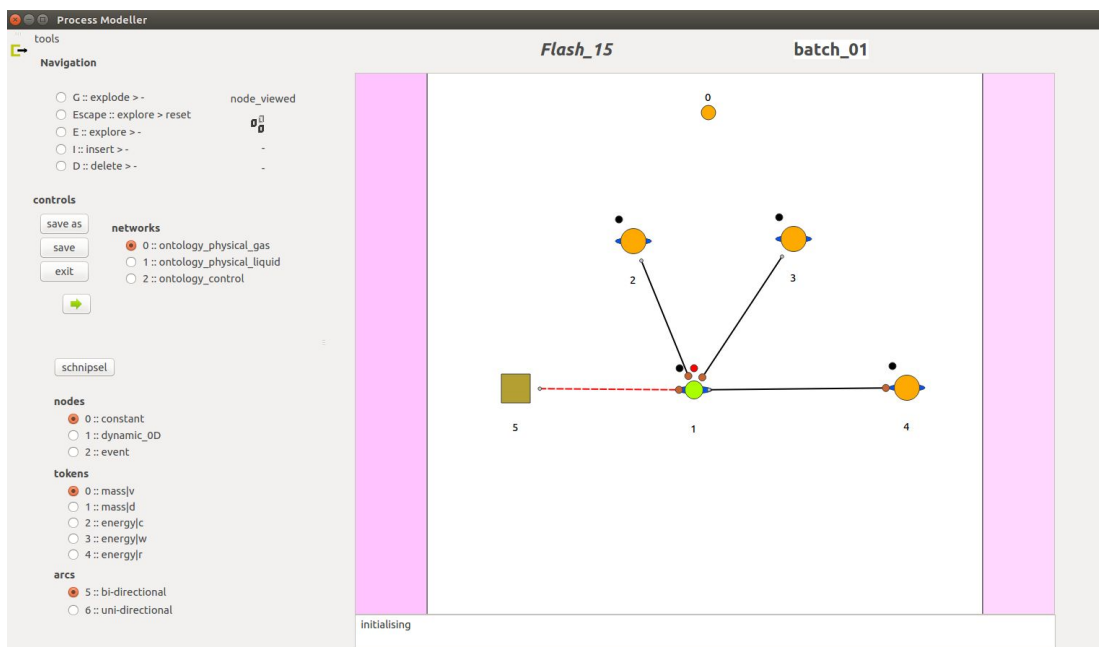 Process Modeller
tools
Flash_15
batch_01
Navigation
G :: explode > -
node_viewed
Escape :: explore > reset
E :: explore > -
I :: insert > -
-
D :: delete > -
-
controls
save as
networks
save
0 :: ontology_physical_gas
1 :: ontology_physical_liquid
exit
2 :: ontology_control
schnipsel
nodes
0 :: constant
1 :: dynamic_0D
2 :: event
tokens
0 :: mass|v
1 :: mass|d
2 :: energy|c
3 :: energy|w
4 :: energy|r
arcs
5 :: bi-directional
6 :: uni-directional
0
2
3
5
1
4
initialising